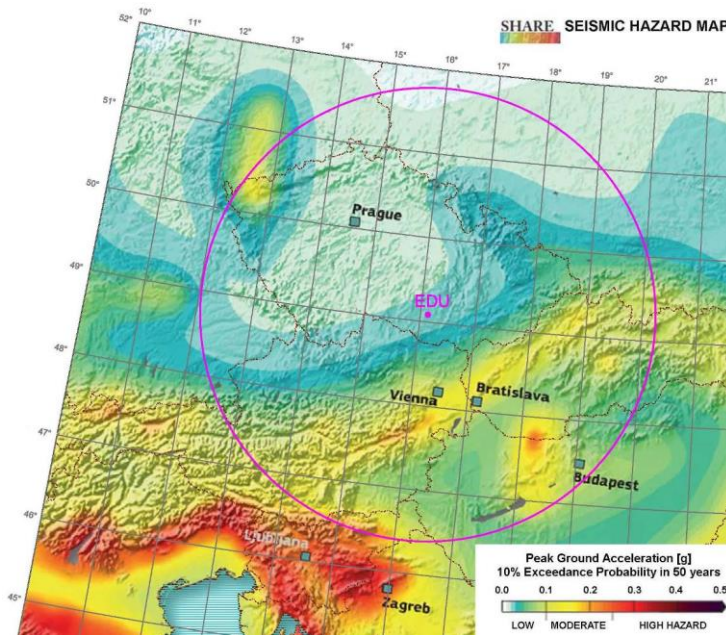 SHARE SEISMIC HAZARD MAP
10° 11° 12° 13° 14° 15° 16° 17° 18° 19° 20° 21°
52°
51°
50°
49°
48°
47°
46°
45°
Prague
EDU
Vienna
Bratislava
Budapest
Ljubljana
Zagreb
Peak Ground Acceleration [g]
10% Exceedance Probability in 50 years
0.0 0.1 0.2 0.3 0.4 0.5
LOW MODERATE HIGH HAZARD